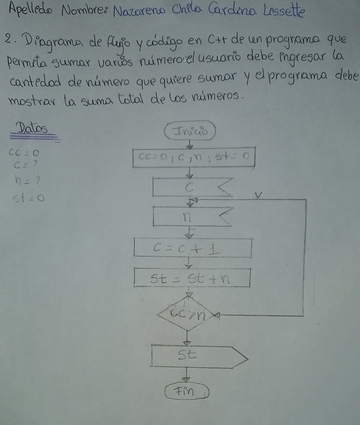 Apellido Nombre: Nazareno Chila Cardena Lissette
2. Diagrama de flujo y código en C++ de un programa que
permita sumar varios número el usuario debe ingresar la
cantidad de número que quiere sumar y el programa debe
mostrar la suma total de los números.
Datos
cc = 0
c = ?
n = ?
st = 0
Inicio
cc=0, c, n, st=0
c
V
n
c = c + 1
st = st + n
cc>n
st
Fin